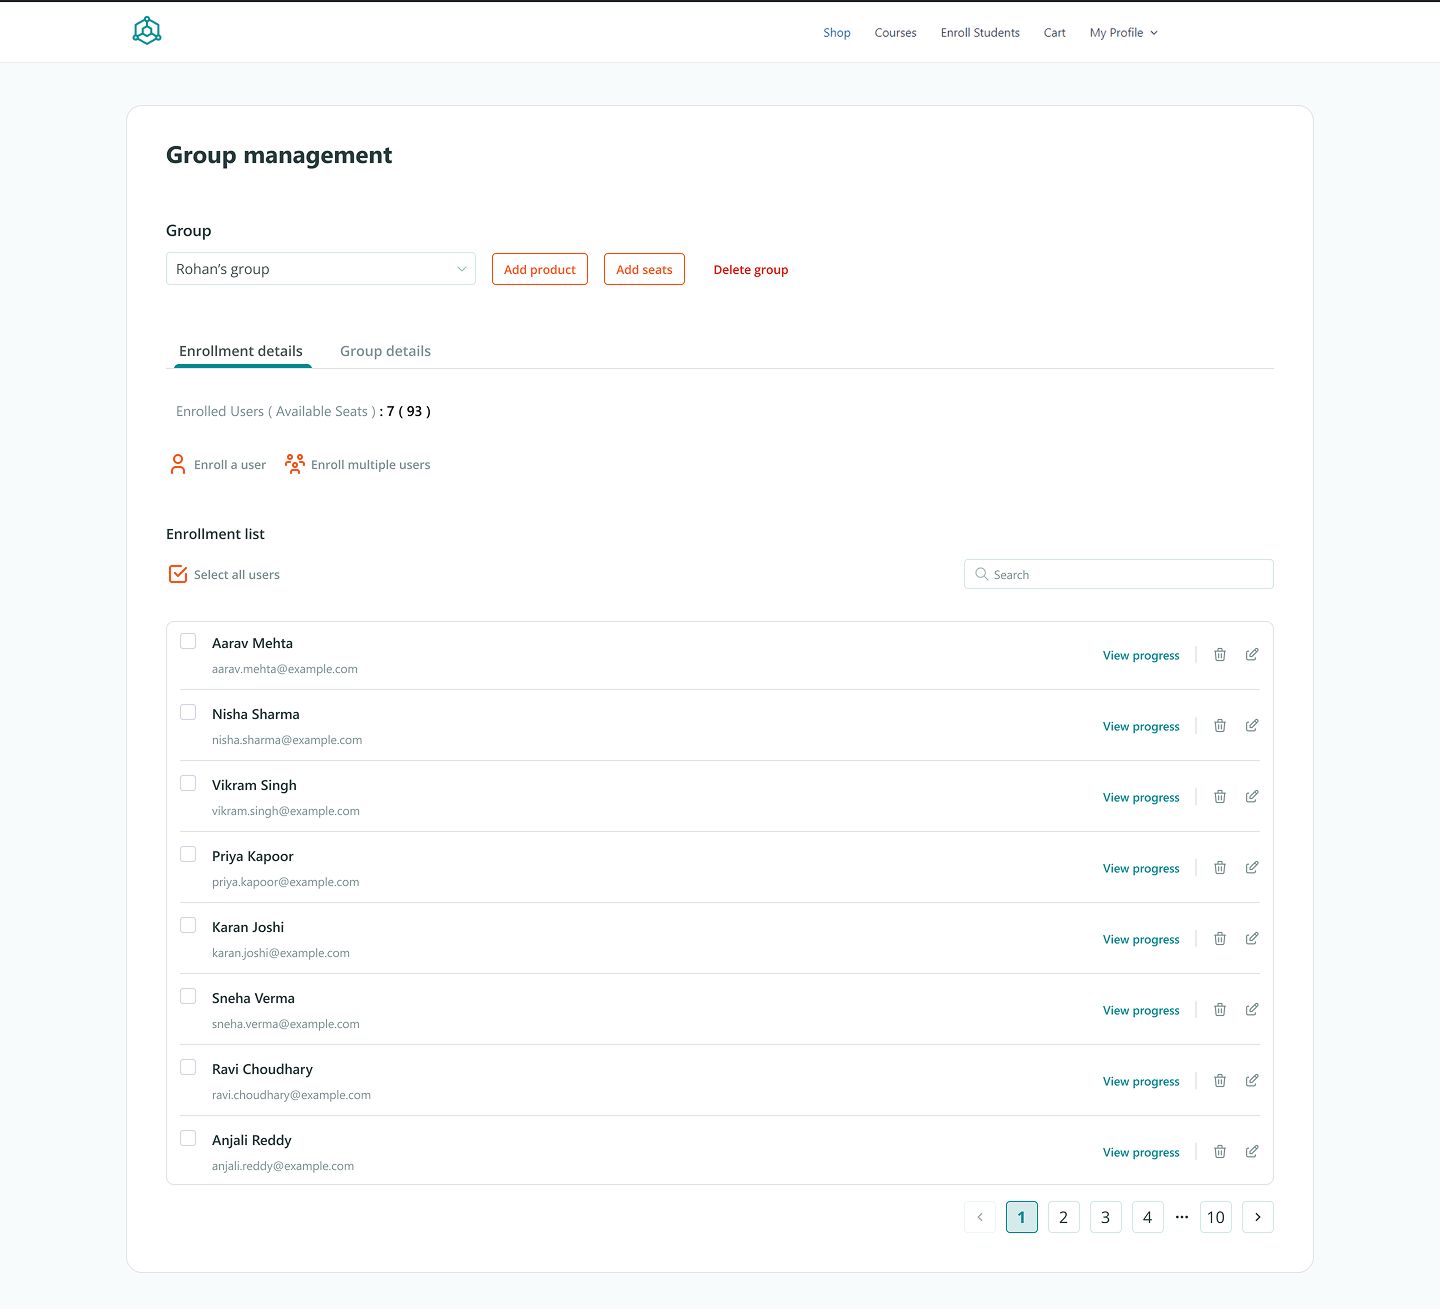 Shop Courses Enroll Students Cart My Profile
Group management
Group
Rohan’s group Add product Add seats Delete group
Enrollment details Group details
Enrolled Users ( Available Seats ) : 7 ( 93 )
Enroll a user Enroll multiple users
Enrollment list
Select all users Search
Aarav Mehta
aarav.mehta@example.com
View progress
Nisha Sharma
nisha.sharma@example.com
View progress
Vikram Singh
vikram.singh@example.com
View progress
Priya Kapoor
priya.kapoor@example.com
View progress
Karan Joshi
karan.joshi@example.com
View progress
Sneha Verma
sneha.verma@example.com
View progress
Ravi Choudhary
ravi.choudhary@example.com
View progress
Anjali Reddy
anjali.reddy@example.com
View progress
1 2 3 4 ··· 10